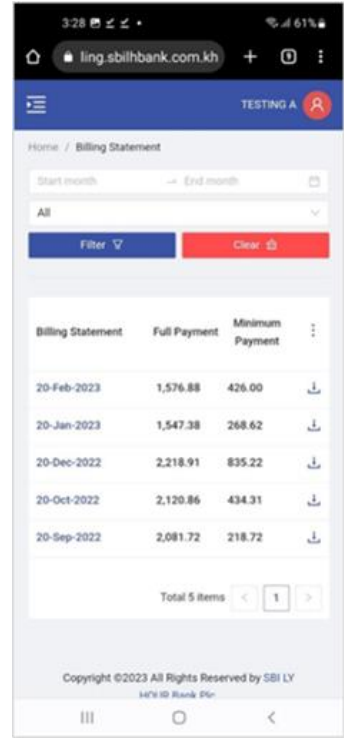 3:28
61%
ling.sbilhbank.com.kh
TESTING A
Home / Billing Statement
Start month → End month
All
Filter
Clear
Billing Statement Full Payment Minimum Payment
20-Feb-2023 1,576.88 426.00
20-Jan-2023 1,547.38 268.62
20-Dec-2022 2,218.91 835.22
20-Oct-2022 2,120.86 434.31
20-Sep-2022 2,081.72 218.72
Total 5 items < 1 >
Copyright ©2023 All Rights Reserved by SBI LY
HOUR Bank Plc